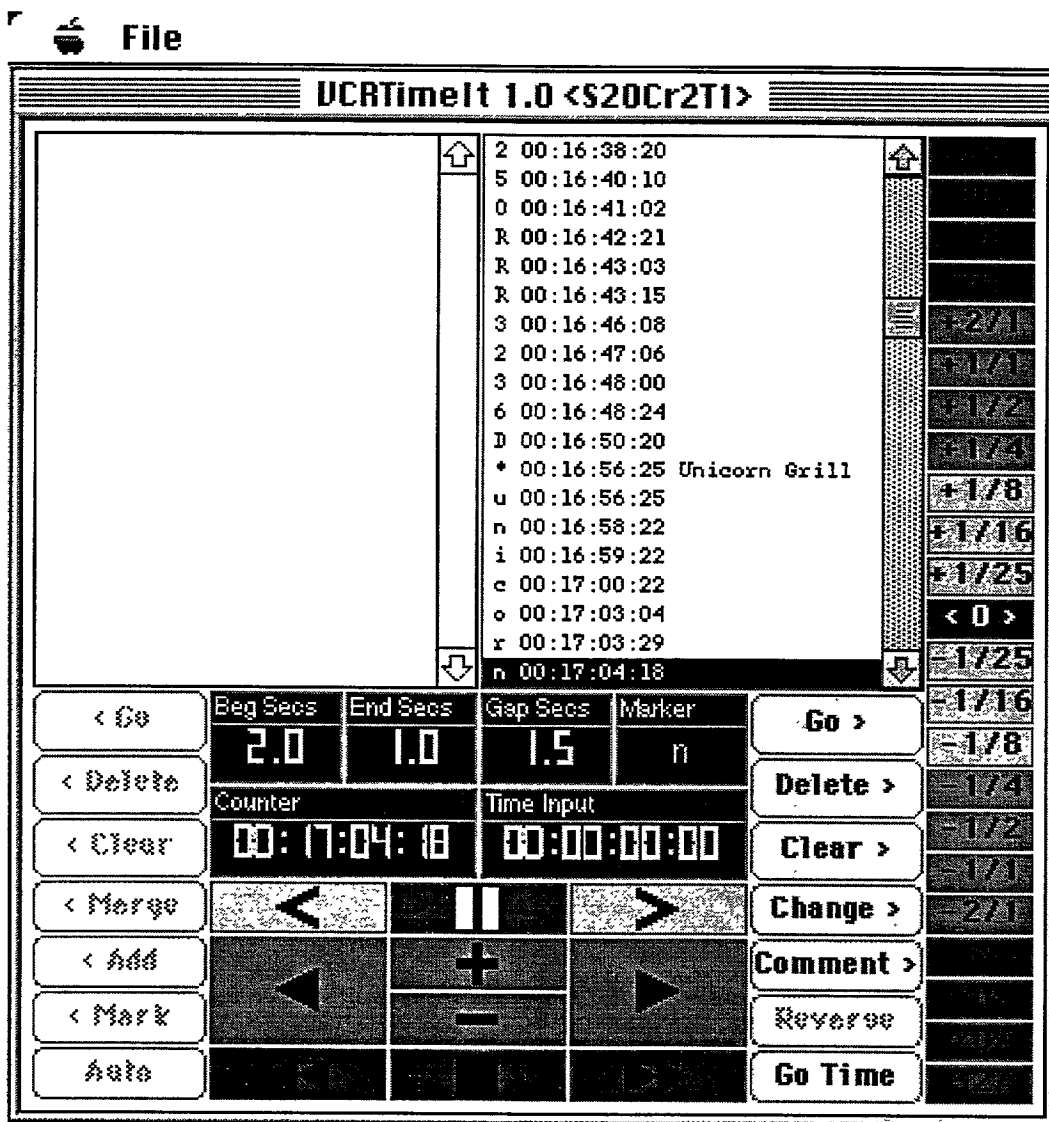 File
VCRTimeIt 1.0 <S20Cr2T1>
2 00:16:38:20
5 00:16:40:10
0 00:16:41:02
R 00:16:42:21
R 00:16:43:03
R 00:16:43:15
3 00:16:46:08
2 00:16:47:06
3 00:16:48:00
6 00:16:48:24
D 00:16:50:20
* 00:16:56:25 Unicorn Grill
u 00:16:56:25
n 00:16:58:22
i 00:16:59:22
c 00:17:00:22
o 00:17:03:04
r 00:17:03:29
n 00:17:04:18
+2/1
+1/1
+1/2
+1/4
+1/8
+1/16
+1/25
< 0 >
-1/25
-1/16
-1/8
-1/4
-1/2
-1/1
-2/1
< Go
< Delete
< Clear
< Merge
< Add
< Mark
Auto
Beg Secs
2.0
End Secs
1.0
Gap Secs
1.5
Marker
n
Counter
00:17:04:18
Time Input
00:00:00:00
<
>
+
-
Go >
Delete >
Clear >
Change >
Comment >
Reverse
Go Time